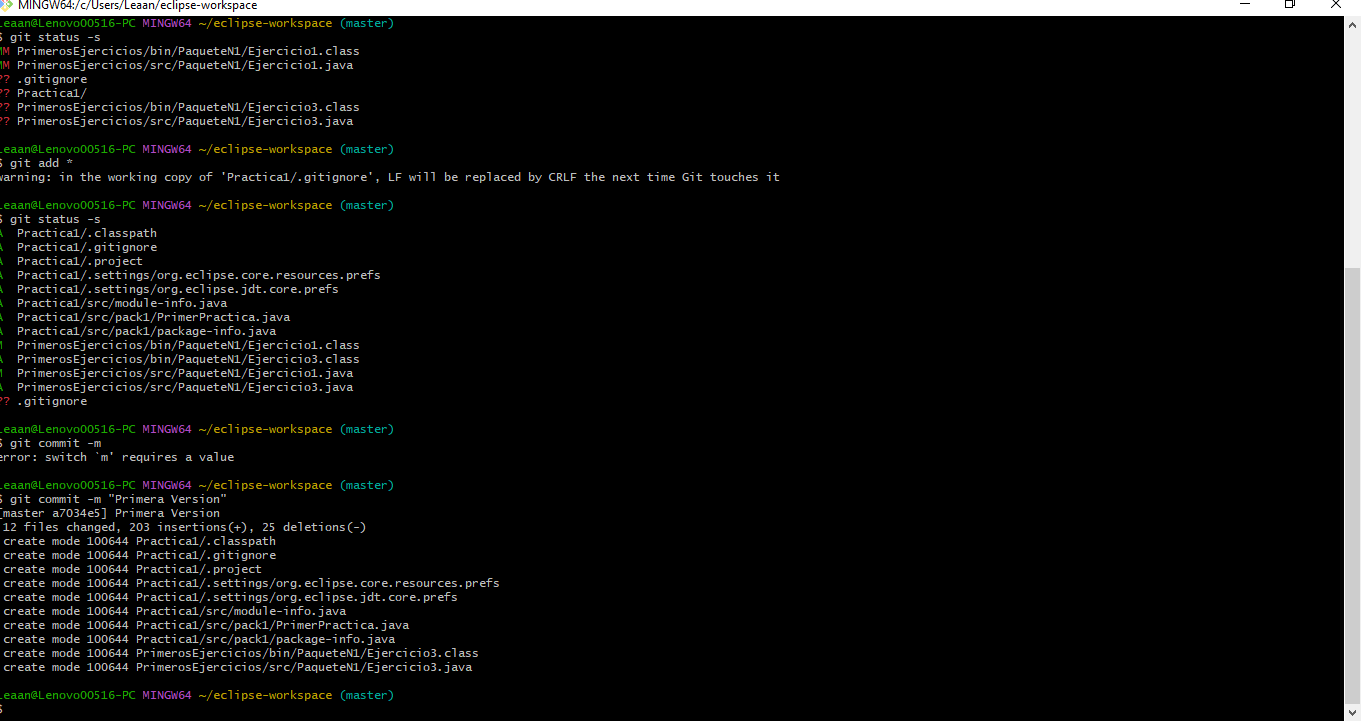 MINGW64:/c/Users/Leaan/eclipse-workspace
Leaan@Lenovo00516-PC MINGW64 ~/eclipse-workspace (master)
$ git status -s
MM PrimerosEjercicios/bin/PaqueteN1/Ejercicio1.class
MM PrimerosEjercicios/src/PaqueteN1/Ejercicio1.java
?? .gitignore
?? Practica1/
?? PrimerosEjercicios/bin/PaqueteN1/Ejercicio3.class
?? PrimerosEjercicios/src/PaqueteN1/Ejercicio3.java
Leaan@Lenovo00516-PC MINGW64 ~/eclipse-workspace (master)
$ git add *
warning: in the working copy of 'Practica1/.gitignore', LF will be replaced by CRLF the next time Git touches it
Leaan@Lenovo00516-PC MINGW64 ~/eclipse-workspace (master)
$ git status -s
A  Practica1/.classpath
A  Practica1/.gitignore
A  Practica1/.project
A  Practica1/.settings/org.eclipse.core.resources.prefs
A  Practica1/.settings/org.eclipse.jdt.core.prefs
A  Practica1/src/module-info.java
A  Practica1/src/pack1/PrimerPractica.java
A  Practica1/src/pack1/package-info.java
M  PrimerosEjercicios/bin/PaqueteN1/Ejercicio1.class
A  PrimerosEjercicios/bin/PaqueteN1/Ejercicio3.class
M  PrimerosEjercicios/src/PaqueteN1/Ejercicio1.java
A  PrimerosEjercicios/src/PaqueteN1/Ejercicio3.java
?? .gitignore
Leaan@Lenovo00516-PC MINGW64 ~/eclipse-workspace (master)
$ git commit -m
error: switch `m' requires a value
Leaan@Lenovo00516-PC MINGW64 ~/eclipse-workspace (master)
$ git commit -m "Primera Version"
[master a7034e5] Primera Version
12 files changed, 203 insertions(+), 25 deletions(-)
create mode 100644 Practica1/.classpath
create mode 100644 Practica1/.gitignore
create mode 100644 Practica1/.project
create mode 100644 Practica1/.settings/org.eclipse.core.resources.prefs
create mode 100644 Practica1/.settings/org.eclipse.jdt.core.prefs
create mode 100644 Practica1/src/module-info.java
create mode 100644 Practica1/src/pack1/PrimerPractica.java
create mode 100644 Practica1/src/pack1/package-info.java
create mode 100644 PrimerosEjercicios/bin/PaqueteN1/Ejercicio3.class
create mode 100644 PrimerosEjercicios/src/PaqueteN1/Ejercicio3.java
Leaan@Lenovo00516-PC MINGW64 ~/eclipse-workspace (master)
$